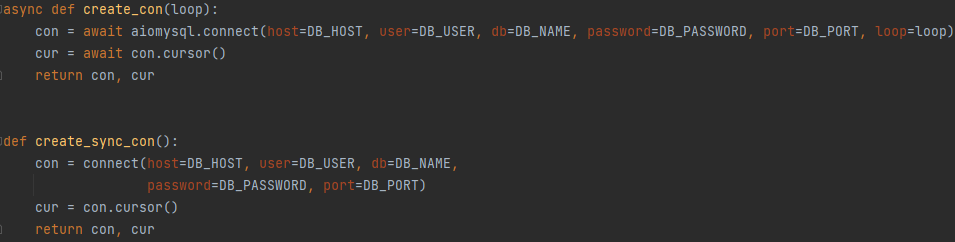 async def create_con(loop):
    con = await aiomysql.connect(host=DB_HOST, user=DB_USER, db=DB_NAME, password=DB_PASSWORD, port=DB_PORT, loop=loop)
    cur = await con.cursor()
    return con, cur
def create_sync_con():
    con = connect(host=DB_HOST, user=DB_USER, db=DB_NAME,
                  password=DB_PASSWORD, port=DB_PORT)
    cur = con.cursor()
    return con, cur